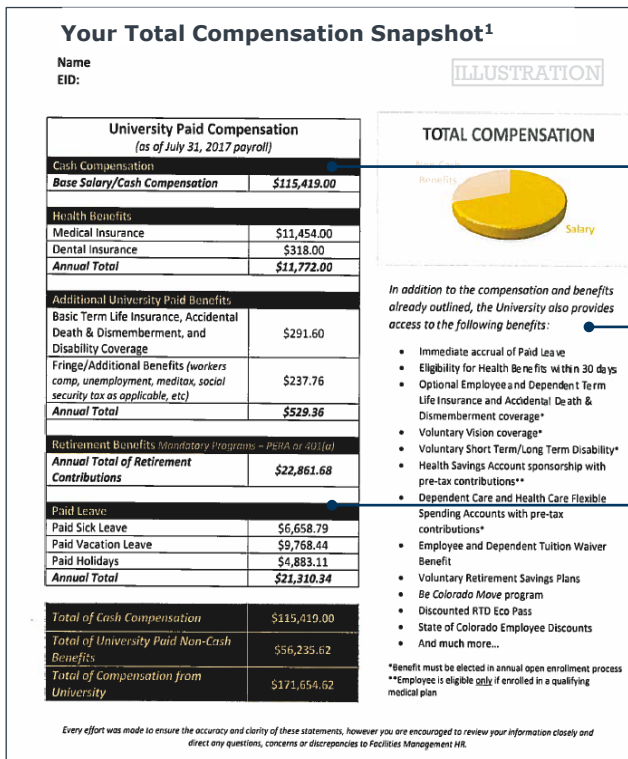 Your Total Compensation Snapshot¹
Name
EID:
ILLUSTRATION
University Paid Compensation
(as of July 31, 2017 payroll)
Cash Compensation
Base Salary/Cash Compensation $115,419.00
Health Benefits
Medical Insurance $11,454.00
Dental Insurance $318.00
Annual Total $11,772.00
Additional University Paid Benefits
Basic Term Life Insurance, Accidental
Death & Dismemberment, and
Disability Coverage $291.60
Fringe/Additional Benefits (workers
comp, unemployment, meditax, social
security tax as applicable, etc) $237.76
Annual Total $529.36
Retirement Benefits Mandatory Programs – PERA or 401(a)
Annual Total of Retirement
Contributions $22,861.68
Paid Leave
Paid Sick Leave $6,658.79
Paid Vacation Leave $9,768.44
Paid Holidays $4,883.11
Annual Total $21,310.34
Total of Cash Compensation $115,419.00
Total of University Paid Non-Cash
Benefits $56,235.62
Total of Compensation from
University $171,654.62
TOTAL COMPENSATION
Non-Cash
Benefits
Salary
In addition to the compensation and benefits
already outlined, the University also provides
access to the following benefits:
• Immediate accrual of Paid Leave
• Eligibility for Health Benefits within 30 days
• Optional Employee and Dependent Term
Life Insurance and Accidental Death &
Dismemberment coverage*
• Voluntary Vision coverage*
• Voluntary Short Term/Long Term Disability*
• Health Savings Account sponsorship with
pre-tax contributions**
• Dependent Care and Health Care Flexible
Spending Accounts with pre-tax
contributions*
• Employee and Dependent Tuition Waiver
Benefit
• Voluntary Retirement Savings Plans
• Be Colorado Move program
• Discounted RTD Eco Pass
• State of Colorado Employee Discounts
• And much more...
*Benefit must be elected in annual open enrollment process
**Employee is eligible only if enrolled in a qualifying
medical plan
Every effort was made to ensure the accuracy and clarity of these statements, however you are encouraged to review your information closely and
direct any questions, concerns or discrepancies to Facilities Management HR.